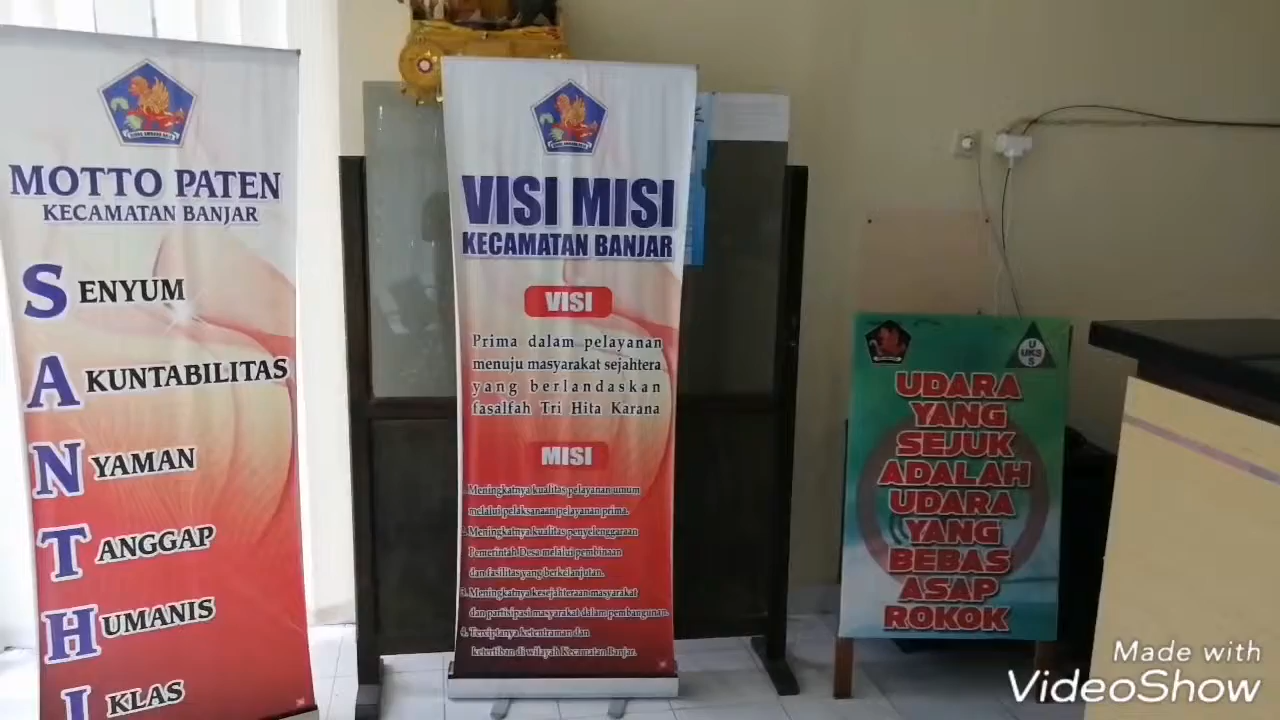 MOTTO PATEN
KECAMATAN BANJAR
SENYUM
AKUNTABILITAS
NYAMAN
TANGGAP
HUMANIS
IKLAS
VISI MISI
KECAMATAN BANJAR
VISI
Prima dalam pelayanan
menuju masyarakat sejahtera
yang berlandaskan
fasalfah Tri Hita Karana
MISI
1. Meningkatnya kualitas pelayanan umum
melalui pelaksanaan pelayanan prima.
2. Meningkatnya kualitas penyelenggaraan
Pemerintah Desa melalui pembinaan
dan fasilitas yang berkelanjutan.
3. Meningkatnya kesejahteraan masyarakat
dan partisipasi masyarakat dalam pembangunan.
4. Terciptanya ketentraman dan
ketertiban di wilayah Kecamatan Banjar.
U
UKS
S
UDARA
YANG
SEJUK
ADALAH
UDARA
YANG
BEBAS
ASAP
ROKOK
Made with
VideoShow